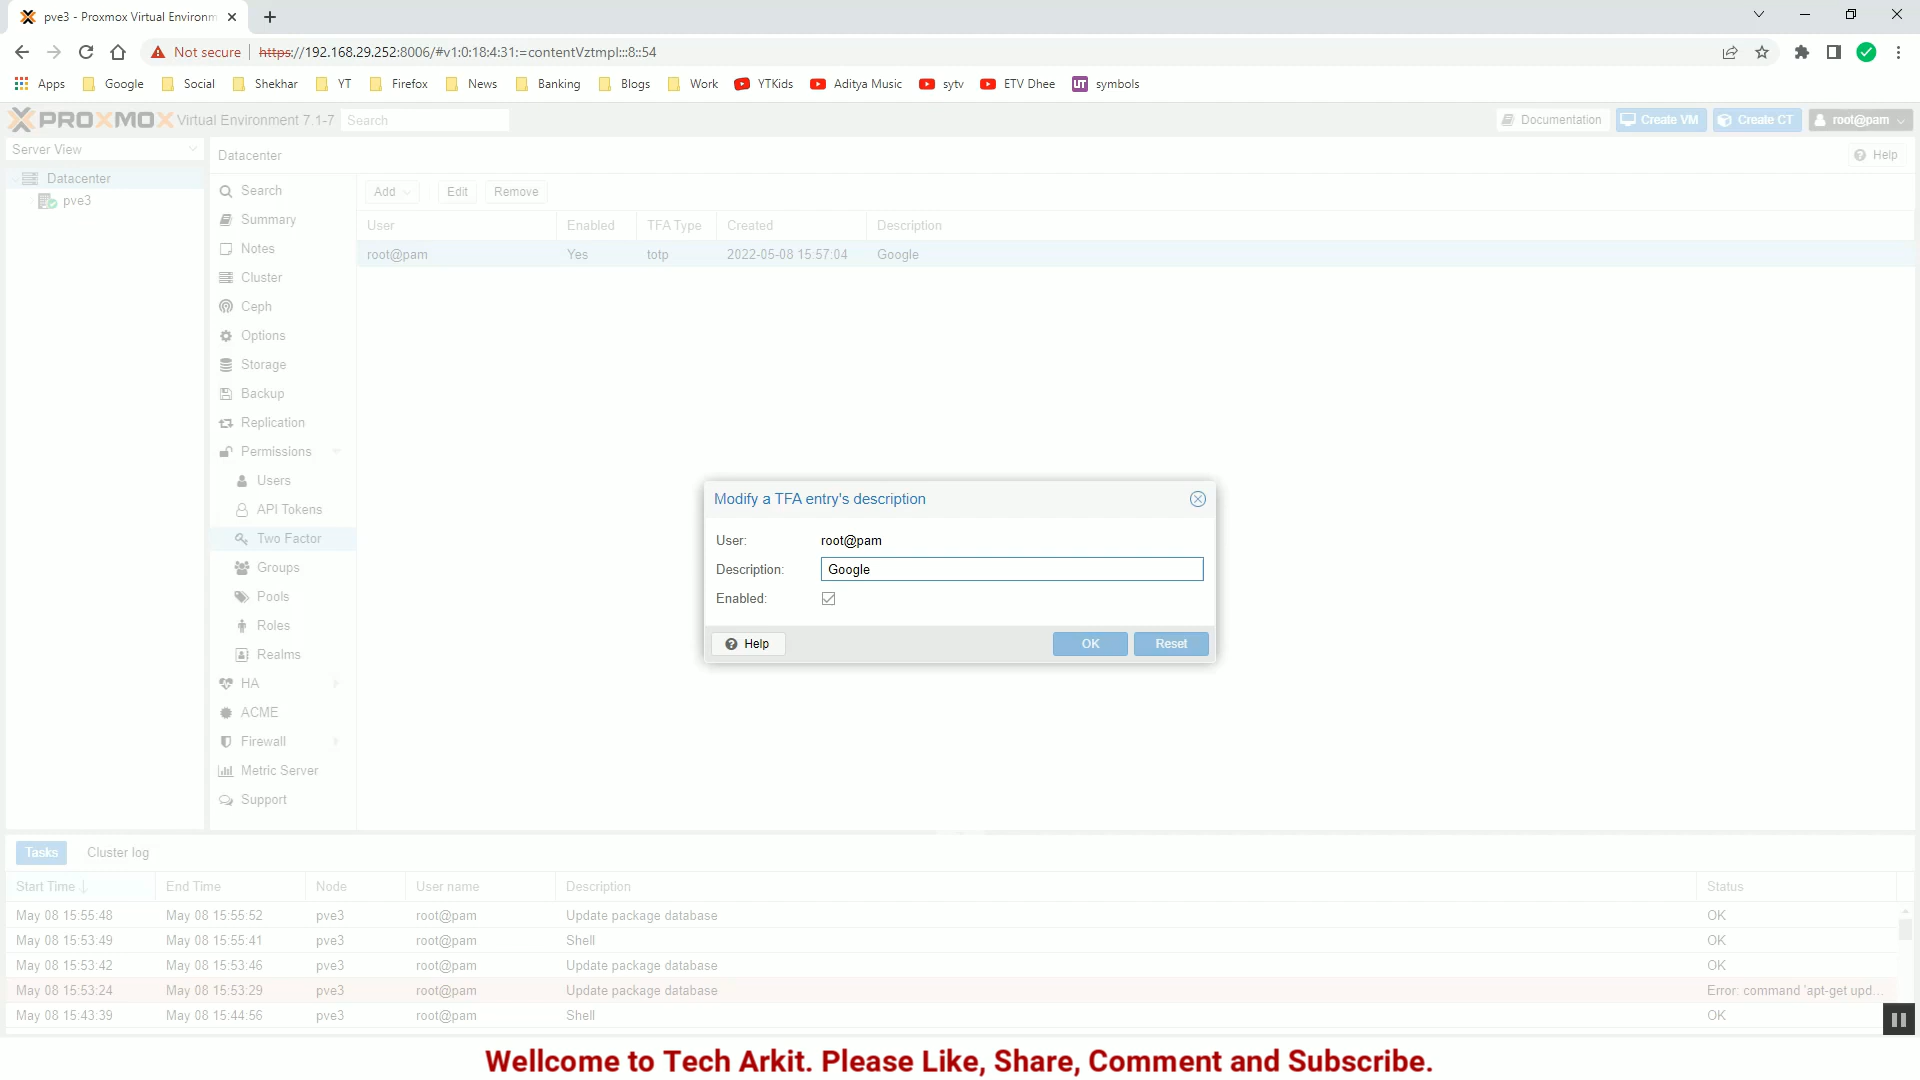 pve3 - Proxmox Virtual Environm
Not secure https://192.168.29.252:8006/#v1:0:18:4:31:=contentVztmpl:::8::54
Apps Google Social Shekhar YT Firefox News Banking Blogs Work YTKids Aditya Music sytv ETV Dhee UT symbols
PROXMOX Virtual Environment 7.1-7 Search Documentation Create VM Create CT root@pam
Server View
Datacenter
pve3
Datacenter Help
Search
Summary
Notes
Cluster
Ceph
Options
Storage
Backup
Replication
Permissions
Users
API Tokens
Two Factor
Groups
Pools
Roles
Realms
HA
ACME
Firewall
Metric Server
Support
Add Edit Remove
User Enabled TFA Type Created Description
root@pam Yes totp 2022-05-08 15:57:04 Google
Modify a TFA entry's description
User: root@pam
Description: Google
Enabled:
Help OK Reset
Tasks Cluster log
Start Time End Time Node User name Description Status
May 08 15:55:48 May 08 15:55:52 pve3 root@pam Update package database OK
May 08 15:53:49 May 08 15:55:41 pve3 root@pam Shell OK
May 08 15:53:42 May 08 15:53:46 pve3 root@pam Update package database OK
May 08 15:53:24 May 08 15:53:29 pve3 root@pam Update package database Error: command 'apt-get upd...
May 08 15:43:39 May 08 15:44:56 pve3 root@pam Shell OK
Wellcome to Tech Arkit. Please Like, Share, Comment and Subscribe.